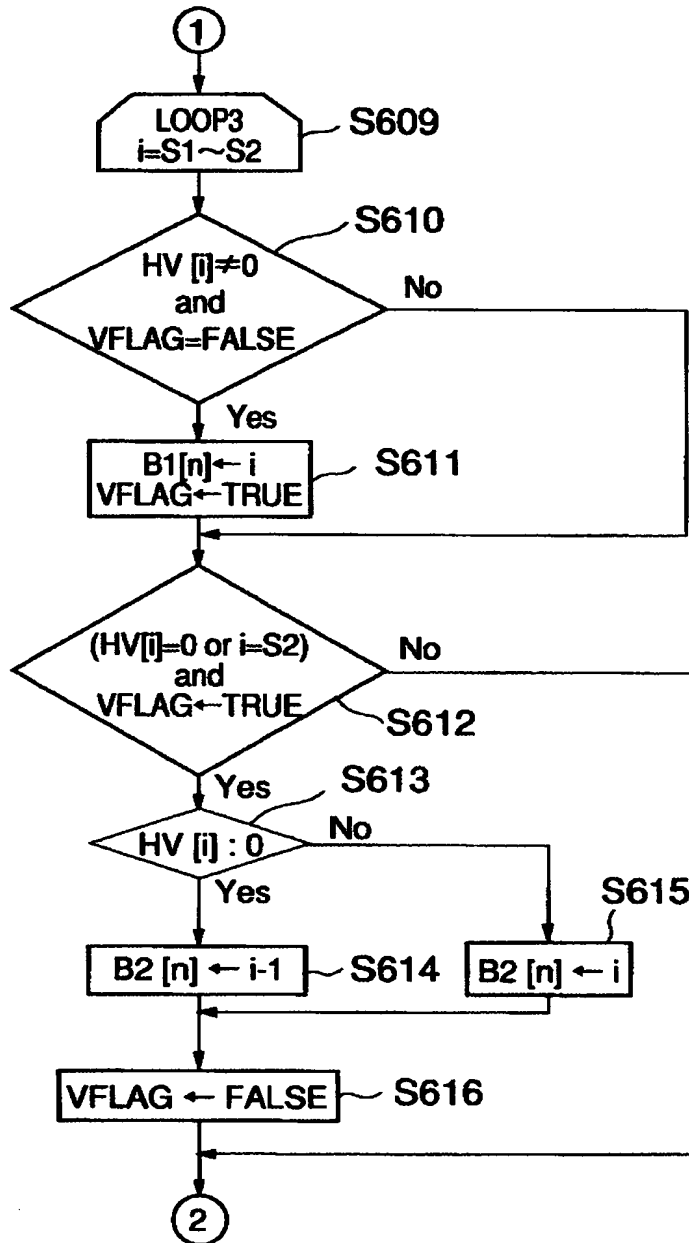 1
LOOP3
i=S1～S2
S609
S610
HV [i]≠0
and
VFLAG=FALSE
No
Yes
B1[n]← i
VFLAG←TRUE
S611
(HV[i]=0 or i=S2)
and
VFLAG←TRUE
No
S612
Yes
S613
HV [i] : 0
No
Yes
S615
B2 [n] ← i-1
S614
B2 [n] ← i
VFLAG ← FALSE
S616
2